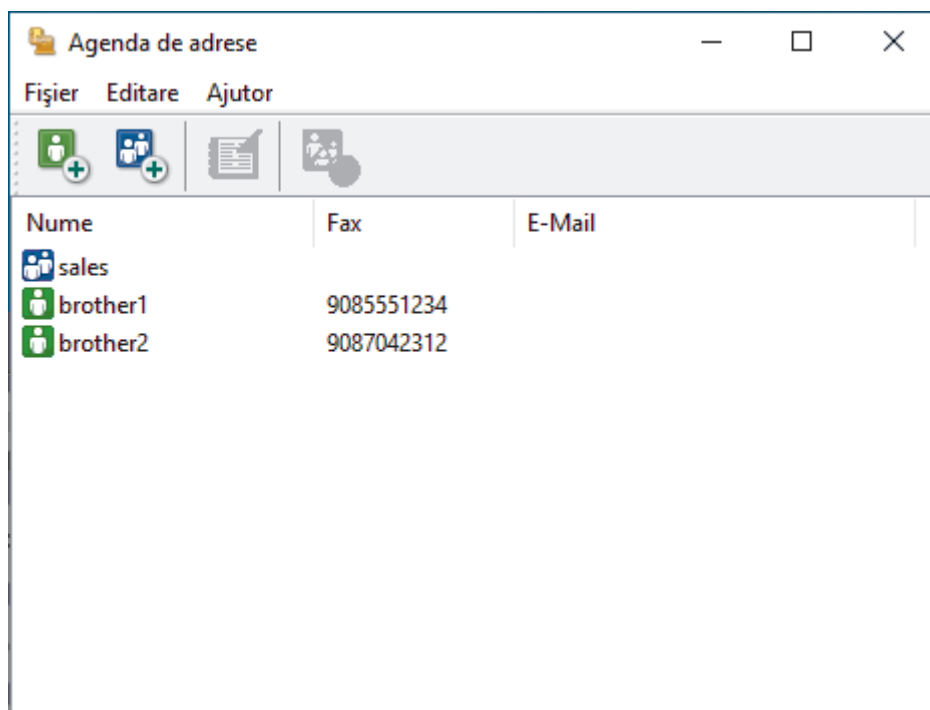 Agenda de adrese
Fişier Editare Ajutor
Nume Fax E-Mail
sales
brother1 9085551234
brother2 9087042312